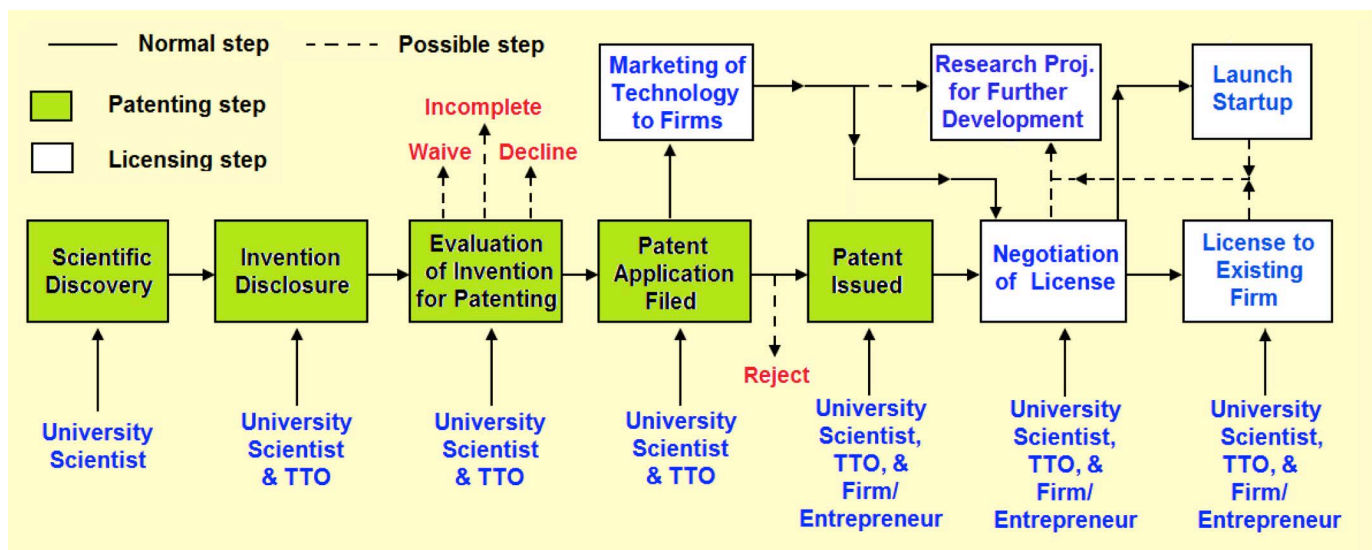 Normal step
Possible step
Patenting step
Licensing step
Incomplete
Waive
Decline
Marketing of
Technology
to Firms
Research Proj.
for Further
Development
Launch
Startup
Scientific
Discovery
Invention
Disclosure
Evaluation
of Invention
for Patenting
Patent
Application
Filed
Patent
Issued
Negotiation
of License
License to
Existing
Firm
Reject
University
Scientist
University
Scientist
& TTO
University
Scientist
& TTO
University
Scientist
& TTO
University
Scientist,
TTO, &
Firm/
Entrepreneur
University
Scientist,
TTO, &
Firm/
Entrepreneur
University
Scientist,
TTO, &
Firm/
Entrepreneur